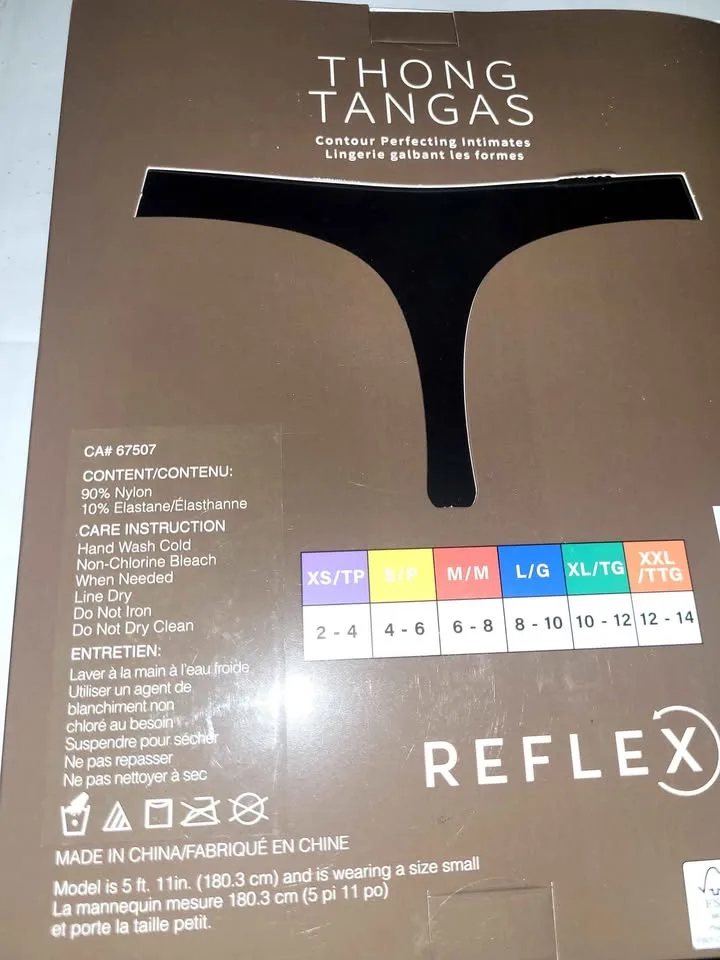 THONG
TANGAS
Contour Perfecting Intimates
Lingerie galbant les formes
CA# 67507
CONTENT/CONTENU:
90% Nylon
10% Elastane/Élasthanne
CARE INSTRUCTION
Hand Wash Cold
Non-Chlorine Bleach
When Needed
Line Dry
Do Not Iron
Do Not Dry Clean
ENTRETIEN:
Laver à la main à l'eau froide
Utiliser un agent de
blanchiment non
chloré au besoin
Suspendre pour sécher
Ne pas repasser
Ne pas nettoyer à sec
XS/TP S/P M/M L/G XL/TG XXL
/TTG
2 - 4 4 - 6 6 - 8 8 - 10 10 - 12 12 - 14
REFLEX
MADE IN CHINA/FABRIQUÉ EN CHINE
Model is 5 ft. 11in. (180.3 cm) and is wearing a size small
La mannequin mesure 180.3 cm (5 pi 11 po)
et porte la taille petit.